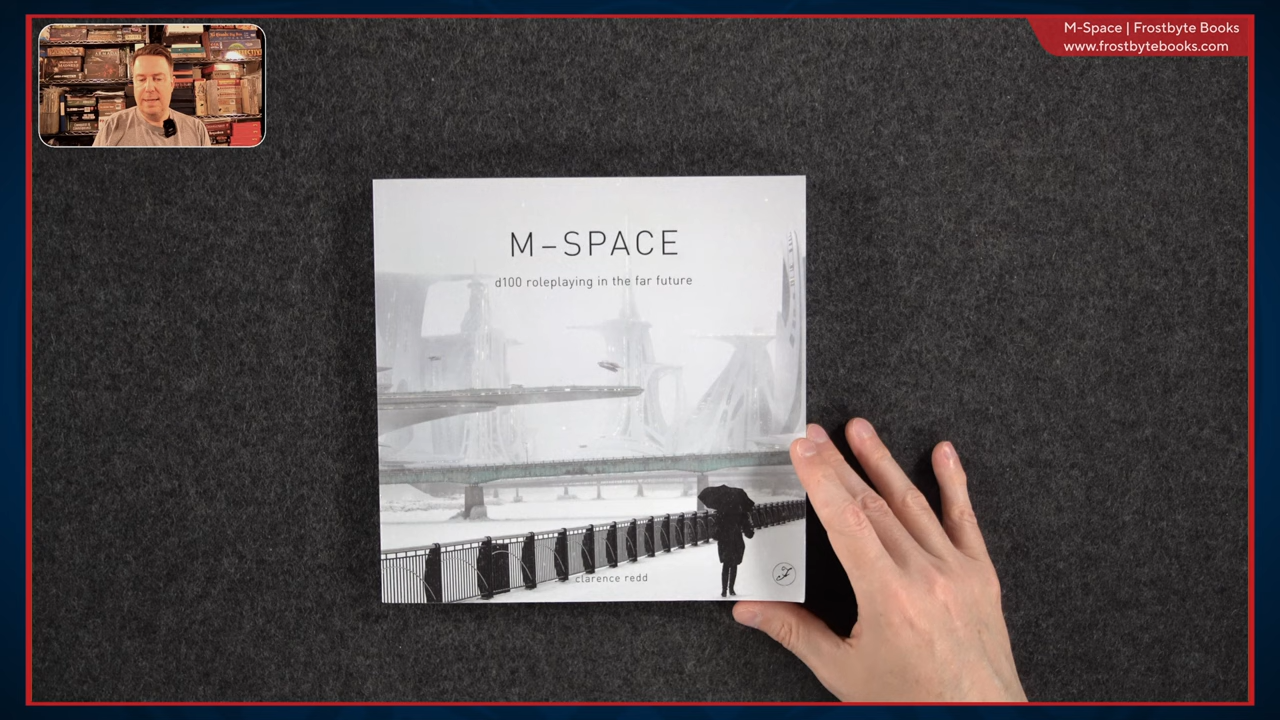 M-Space | Frostbyte Books
www.frostbytebooks.com
M–SPACE
d100 roleplaying in the far future
clarence redd